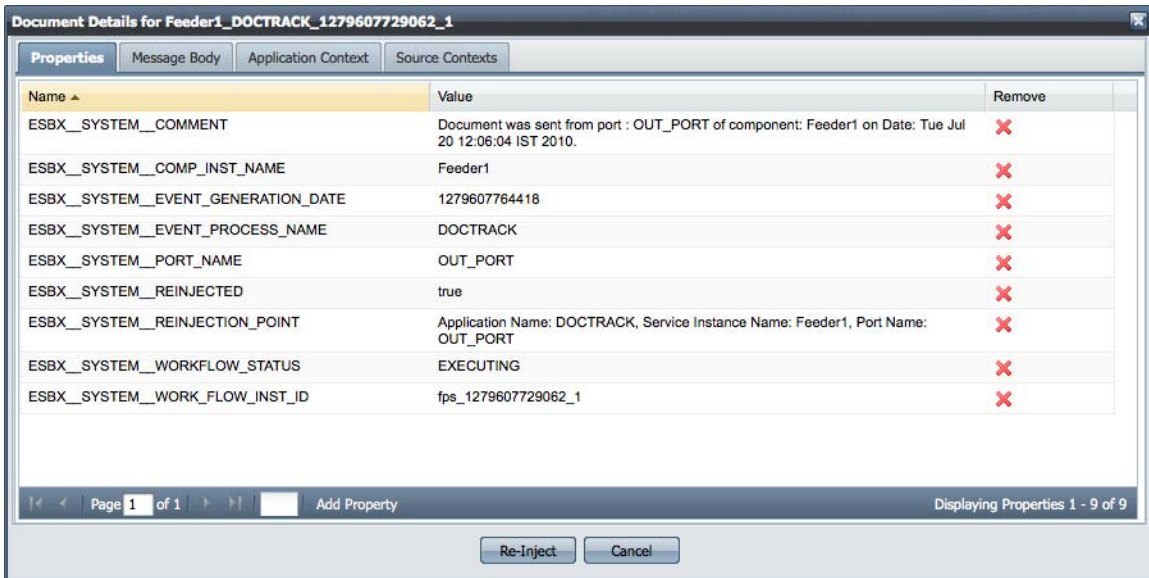 Document Details for Feeder1_DOCTRACK_1279607729062_1
Properties Message Body Application Context Source Contexts
Name Value Remove
ESBX__SYSTEM__COMMENT Document was sent from port : OUT_PORT of component: Feeder1 on Date: Tue Jul
20 12:06:04 IST 2010.
ESBX__SYSTEM__COMP_INST_NAME Feeder1
ESBX__SYSTEM__EVENT_GENERATION_DATE 1279607764418
ESBX__SYSTEM__EVENT_PROCESS_NAME DOCTRACK
ESBX__SYSTEM__PORT_NAME OUT_PORT
ESBX__SYSTEM__REINJECTED true
ESBX__SYSTEM__REINJECTION_POINT Application Name: DOCTRACK, Service Instance Name: Feeder1, Port Name:
OUT_PORT
ESBX__SYSTEM__WORKFLOW_STATUS EXECUTING
ESBX__SYSTEM__WORK_FLOW_INST_ID fps_1279607729062_1
Page 1 of 1 Add Property Displaying Properties 1 - 9 of 9
Re-Inject Cancel